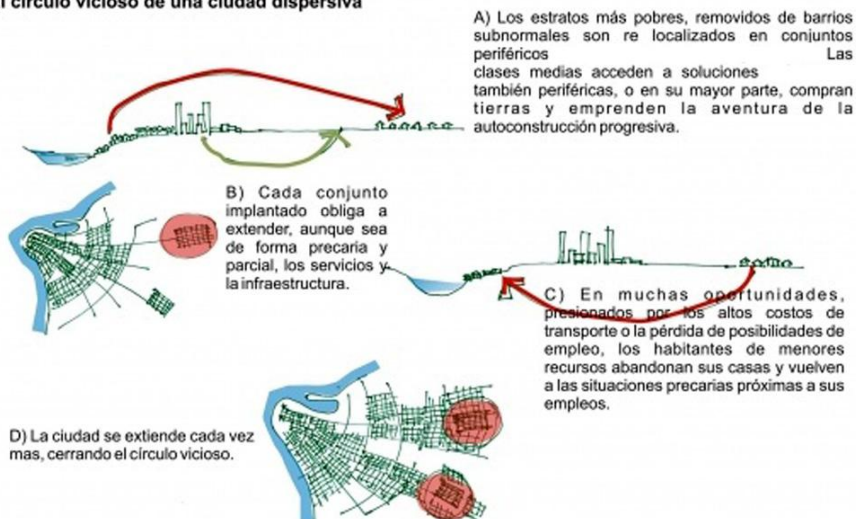 l círculo vicioso de una ciudad dispersiva
A) Los estratos más pobres, removidos de barrios
subnormales son re localizados en conjuntos
periféricos Las
clases medias acceden a soluciones
también periféricas, o en su mayor parte, compran
tierras y emprenden la aventura de la
autoconstrucción progresiva.
B) Cada conjunto
implantado obliga a
extender, aunque sea
de forma precaria y
parcial, los servicios y
la infraestructura.
C) En muchas oportunidades,
presionados por los altos costos de
transporte o la pérdida de posibilidades de
empleo, los habitantes de menores
recursos abandonan sus casas y vuelven
a las situaciones precarias próximas a sus
empleos.
D) La ciudad se extiende cada vez
mas, cerrando el círculo vicioso.